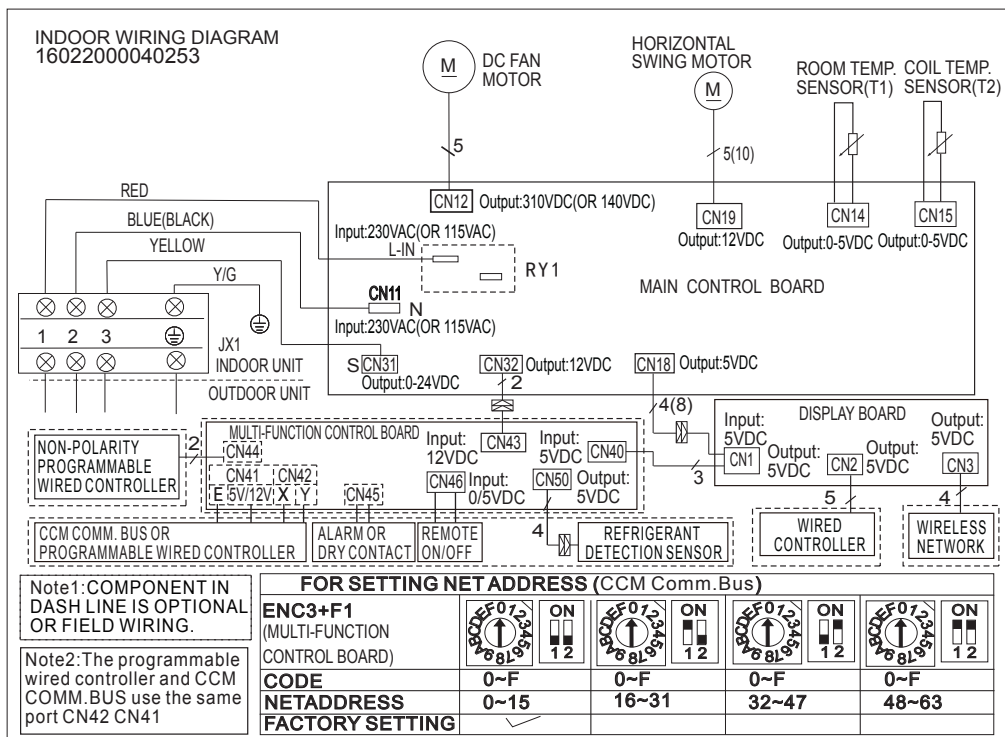 INDOOR WIRING DIAGRAM
16022000040253
M
DC FAN
MOTOR
HORIZONTAL
SWING MOTOR
M
ROOM TEMP.
SENSOR(T1)
COIL TEMP.
SENSOR(T2)
5
5(10)
RED
BLUE(BLACK)
YELLOW
Y/G
CN12 Output:310VDC(OR 140VDC)
CN19
Output:12VDC
CN14
Output:0-5VDC
CN15
Output:0-5VDC
Input:230VAC(OR 115VAC)
L-IN
RY1
MAIN CONTROL BOARD
CN11
N
Input:230VAC(OR 115VAC)
1 2 3
JX1
INDOOR UNIT
OUTDOOR UNIT
S CN31
Output:0-24VDC
CN32 Output:12VDC
2
CN18 Output:5VDC
4(8)
DISPLAY BOARD
Input:
5VDC
CN1
Output:
5VDC
CN2
Output:
5VDC
Output:
5VDC
CN3
3
5
4
NON-POLARITY
PROGRAMMABLE
WIRED CONTROLLER
2
MULTI-FUNCTION CONTROL BOARD
CN44
CN41
CN42
E 5V/12V X Y
CN45
Input:
12VDC
CN43
CN46
Input:
0/5VDC
Input:
5VDC
CN40
CN50
Output:
5VDC
4
CCM COMM. BUS OR
PROGRAMMABLE WIRED CONTROLLER
ALARM OR
DRY CONTACT
REMOTE
ON/OFF
REFRIGERANT
DETECTION SENSOR
WIRED
CONTROLLER
WIRELESS
NETWORK
Note1:COMPONENT IN
DASH LINE IS OPTIONAL
OR FIELD WIRING.
Note2:The programmable
wired controller and CCM
COMM.BUS use the same
port CN42 CN41
FOR SETTING NET ADDRESS (CCM Comm.Bus)
ENC3+F1
(MULTI-FUNCTION
CONTROL BOARD)
0123456789ABCDEF
ON
1 2
0123456789ABCDEF
ON
1 2
0123456789ABCDEF
ON
1 2
0123456789ABCDEF
ON
1 2
CODE 0~F 0~F 0~F 0~F
NETADDRESS 0~15 16~31 32~47 48~63
FACTORY SETTING